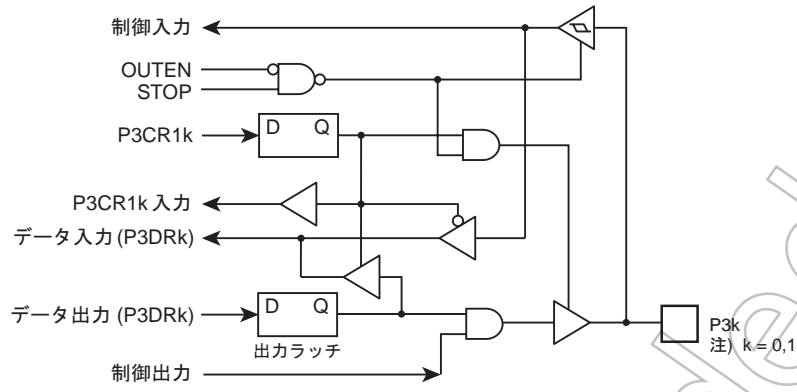 制御入力
OUTEN
STOP
P3CR1k
D Q
P3CR1k 入力
データ入力 (P3DRk)
データ出力 (P3DRk)
D Q
出力ラッチ
制御出力
P3k
注) k = 0,1